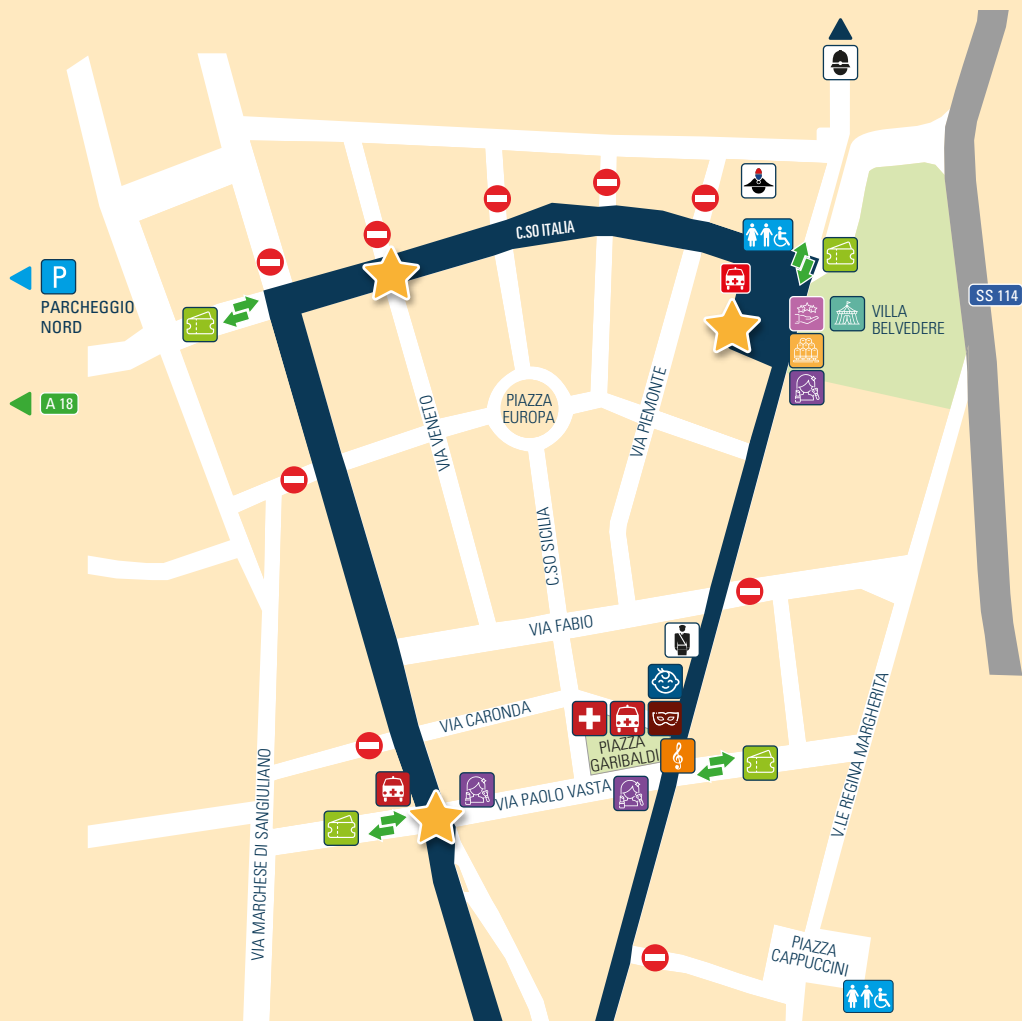 C.SO ITALIA
P
PARCHEGGIO
NORD
SS 114
VILLA
BELVEDERE
A 18
PIAZZA
EUROPA
VIA VENETO
VIA PIEMONTE
C.SO SICILIA
VIA FABIO
VIA CARONDA
PIAZZA
GARIBALDI
VIA PAOLO VASTA
VIA MARCHESE DI SANGIULIANO
V.LE REGINA MARGHERITA
PIAZZA
CAPPUCCINI